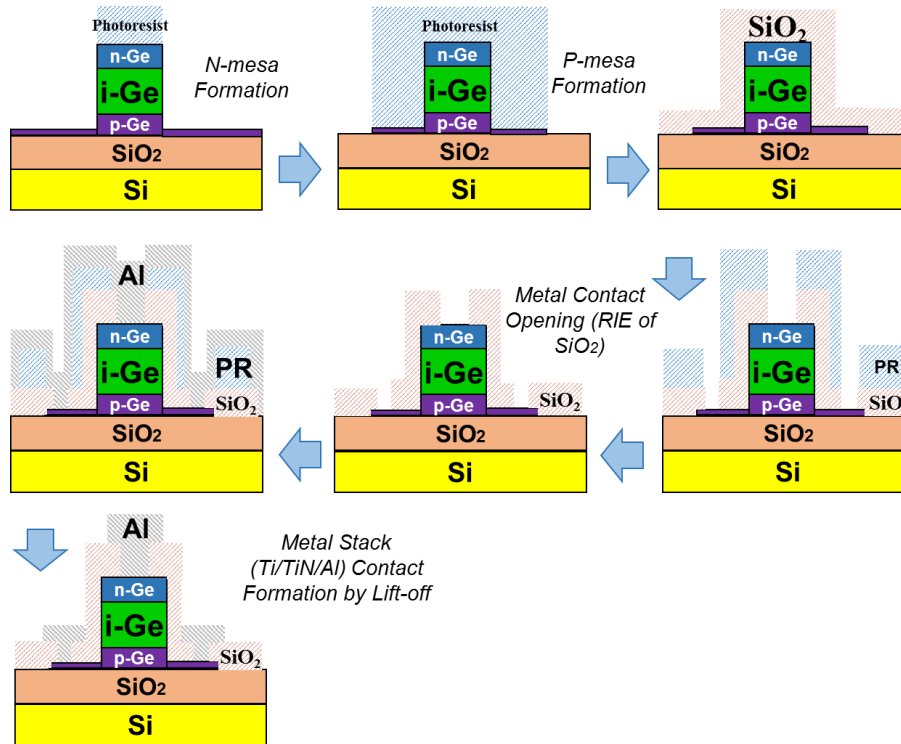 Photoresist
n-Ge
i-Ge
p-Ge
SiO2
Si
N-mesa
Formation
Photoresist
n-Ge
i-Ge
p-Ge
SiO2
Si
P-mesa
Formation
SiO2
n-Ge
i-Ge
p-Ge
SiO2
Si
Al
n-Ge
i-Ge
p-Ge
PR
SiO2
SiO2
Si
Metal Contact
Opening (RIE of
SiO2)
n-Ge
i-Ge
p-Ge
SiO2
SiO2
Si
n-Ge
i-Ge
p-Ge
PR
SiO
SiO2
Si
Al
n-Ge
i-Ge
p-Ge
SiO2
SiO2
Si
Metal Stack
(Ti/TiN/Al) Contact
Formation by Lift-off